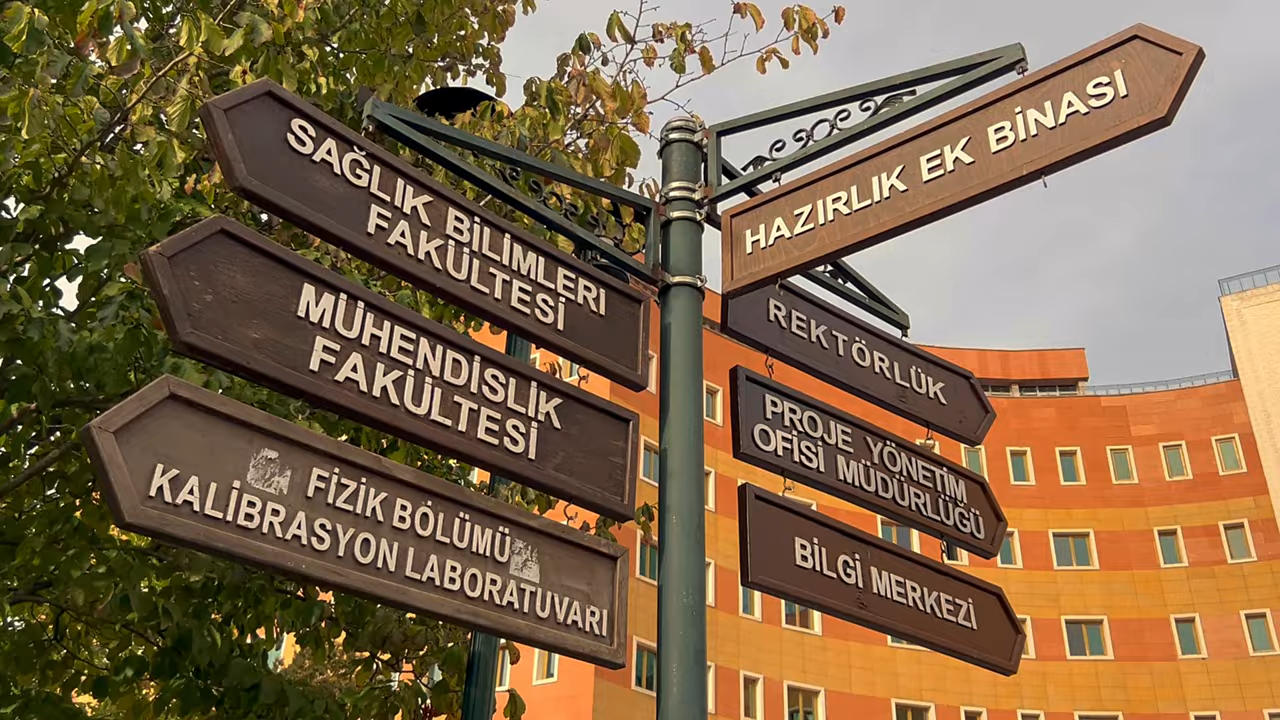 SAĞLIK BİLİMLERİ
FAKÜLTESİ
MÜHENDİSLİK
FAKÜLTESİ
FİZİK BÖLÜMÜ
KALİBRASYON LABORATUVARI
HAZIRLIK EK BİNASI
REKTÖRLÜK
PROJE YÖNETİM
OFİSİ MÜDÜRLÜĞÜ
BİLGİ MERKEZİ